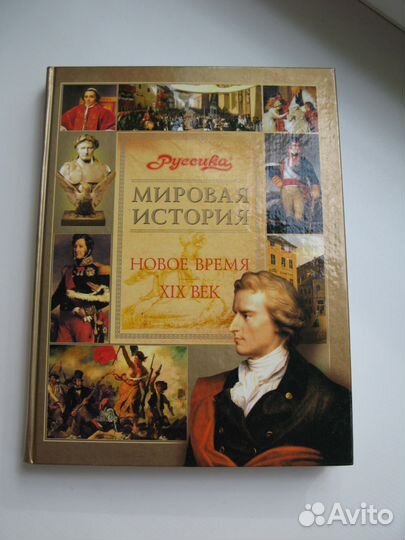 Руссика
МИРОВАЯ
ИСТОРИЯ
НОВОЕ ВРЕМЯ
XIX ВЕК
Avito